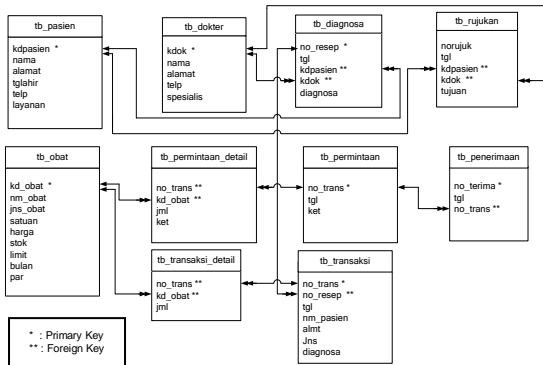 tb_pasien
kdpasien *
nama
alamat
tglahir
telp
layanan
tb_dokter
kdok *
nama
alamat
telp
spesialis
tb_diagnosa
no_resep *
tgl
kdpasien **
kdok **
diagnosa
tb_rujukan
norujuk
tgl
kdpasien **
kdok **
tujuan
tb_obat
kd_obat *
nm_obat
jns_obat
satuan
harga
stok
limit
bulan
par
tb_permintaan_detail
no_trans **
kd_obat **
jml
ket
tb_permintaan
no_trans *
tgl
ket
tb_penerimaan
no_terima *
tgl
no_trans **
tb_transaksi_detail
no_trans **
kd_obat **
jml
tb_transaksi
no_trans *
no_resep **
tgl
nm_pasien
almt
Jns
diagnosa
* : Primary Key
** : Foreign Key